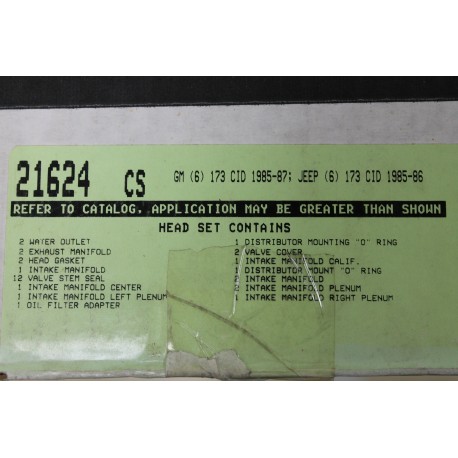 21624 CS GM (6) 173 CID 1985-87; JEEP (6) 173 CID 1985-86
REFER TO CATALOG. APPLICATION MAY BE GREATER THAN SHOWN
HEAD SET CONTAINS
2 WATER OUTLET
2 EXHAUST MANIFOLD
2 HEAD GASKET
1 INTAKE MANIFOLD
12 VALVE STEM SEAL
1 INTAKE MANIFOLD CENTER
1 INTAKE MANIFOLD LEFT PLENUM
1 OIL FILTER ADAPTER
1 DISTRIBUTOR MOUNTING "O" RING
2 VALVE COVER
1 INTAKE MANIFOLD CALIF.
1 DISTRIBUTOR MOUNT "O" RING
INTAKE MANIFOLD
INTAKE MANIFOLD PLENUM
1 INTAKE MANIFOLD RIGHT PLENUM